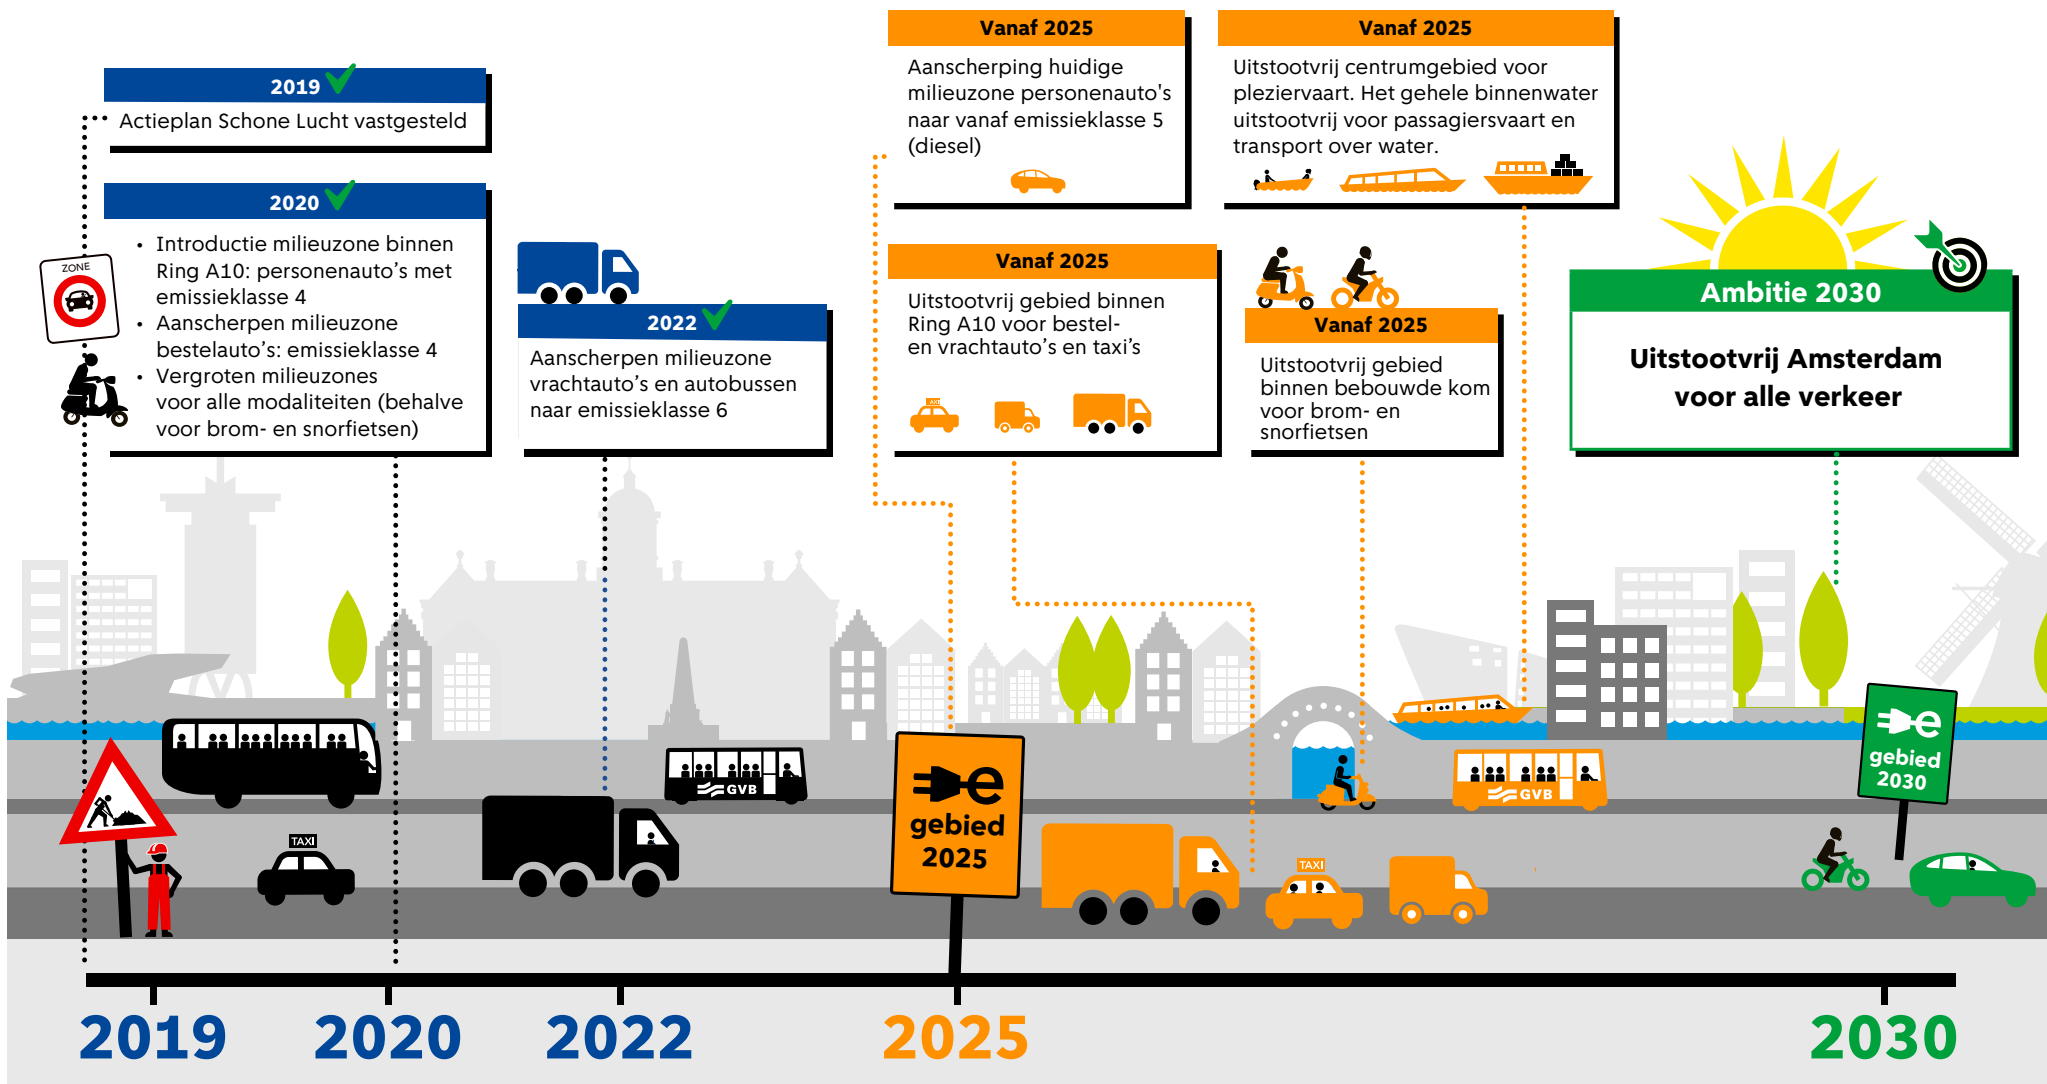 2019
Actieplan Schone Lucht vastgesteld
2020
• Introductie milieuzone binnen
Ring A10: personenauto's met
emissieklasse 4
• Aanscherpen milieuzone
bestelauto's: emissieklasse 4
• Vergroten milieuzones
voor alle modaliteiten (behalve
voor brom- en snorfietsen)
ZONE
2022
Aanscherpen milieuzone
vrachtauto's en autobussen
naar emissieklasse 6
Vanaf 2025
Aanscherping huidige
milieuzone personenauto's
naar vanaf emissieklasse 5
(diesel)
Vanaf 2025
Uitstootvrij centrumgebied voor
pleziervaart. Het gehele binnenwater
uitstootvrij voor passagiersvaart en
transport over water.
Vanaf 2025
Uitstootvrij gebied binnen
Ring A10 voor bestel-
en vrachtauto's en taxi's
Vanaf 2025
Uitstootvrij gebied
binnen bebouwde kom
voor brom- en
snorfietsen
Ambitie 2030
Uitstootvrij Amsterdam
voor alle verkeer
TAXI
GVB
e
gebied
2025
TAXI
GVB
e
gebied
2030
2019
2020
2022
2025
2030